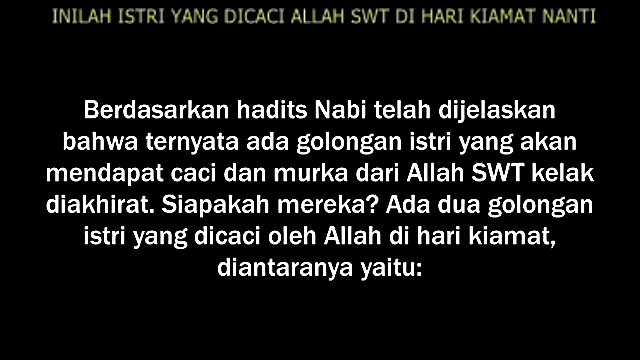 INILAH ISTRI YANG DICACI ALLAH SWT DI HARI KIAMAT NANTI
Berdasarkan hadits Nabi telah dijelaskan
bahwa ternyata ada golongan istri yang akan
mendapat caci dan murka dari Allah SWT kelak
diakhirat. Siapakah mereka? Ada dua golongan
istri yang dicaci oleh Allah di hari kiamat,
diantaranya yaitu: